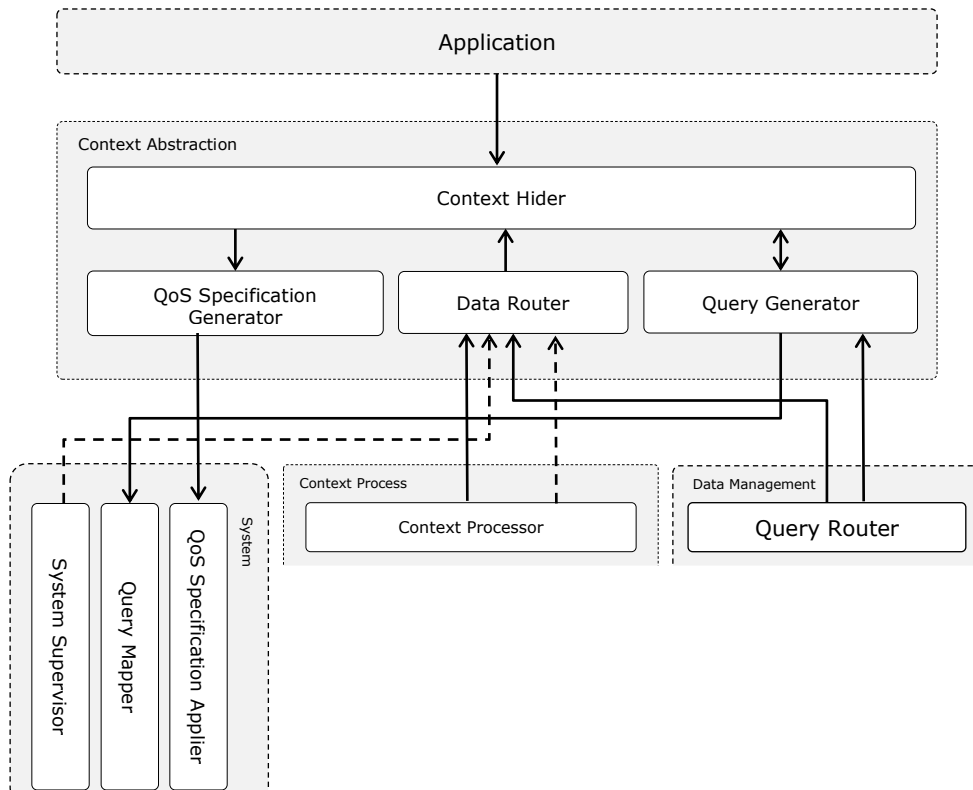 Application
Context Abstraction
Context Hider
QoS Specification
Generator
Data Router
Query Generator
System
System Supervisor
Query Mapper
QoS Specification Applier
Context Process
Context Processor
Data Management
Query Router